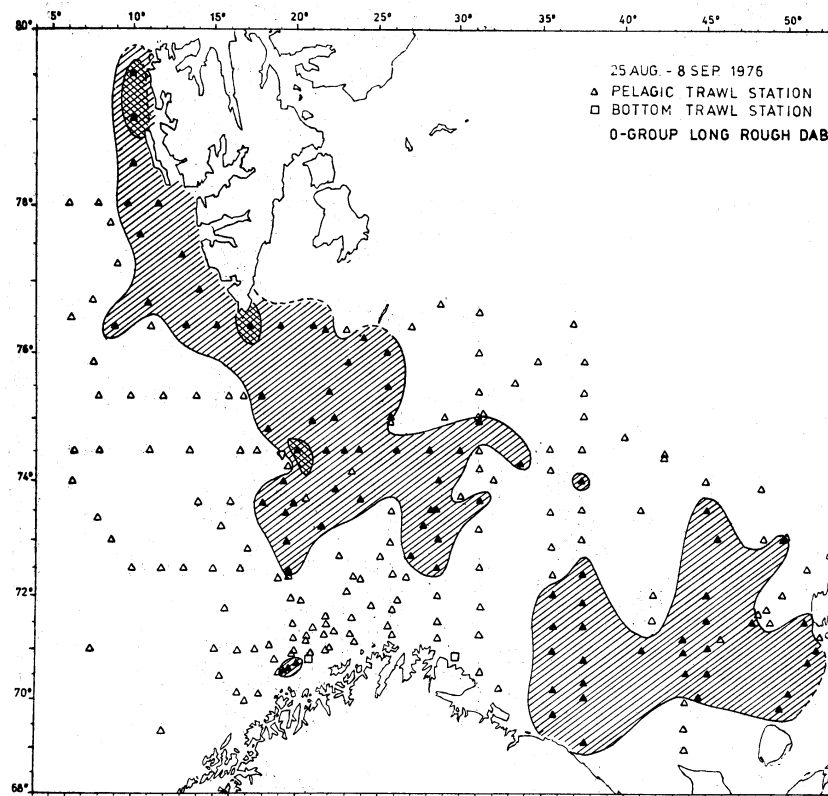 5° 10° 15° 20° 25° 30° 35° 40° 45° 50°
80°
25 AUG. - 8 SEP. 1976
PELAGIC TRAWL STATION
BOTTOM TRAWL STATION
0-GROUP LONG ROUGH DAB
78°
76°
74°
72°
70°
68°